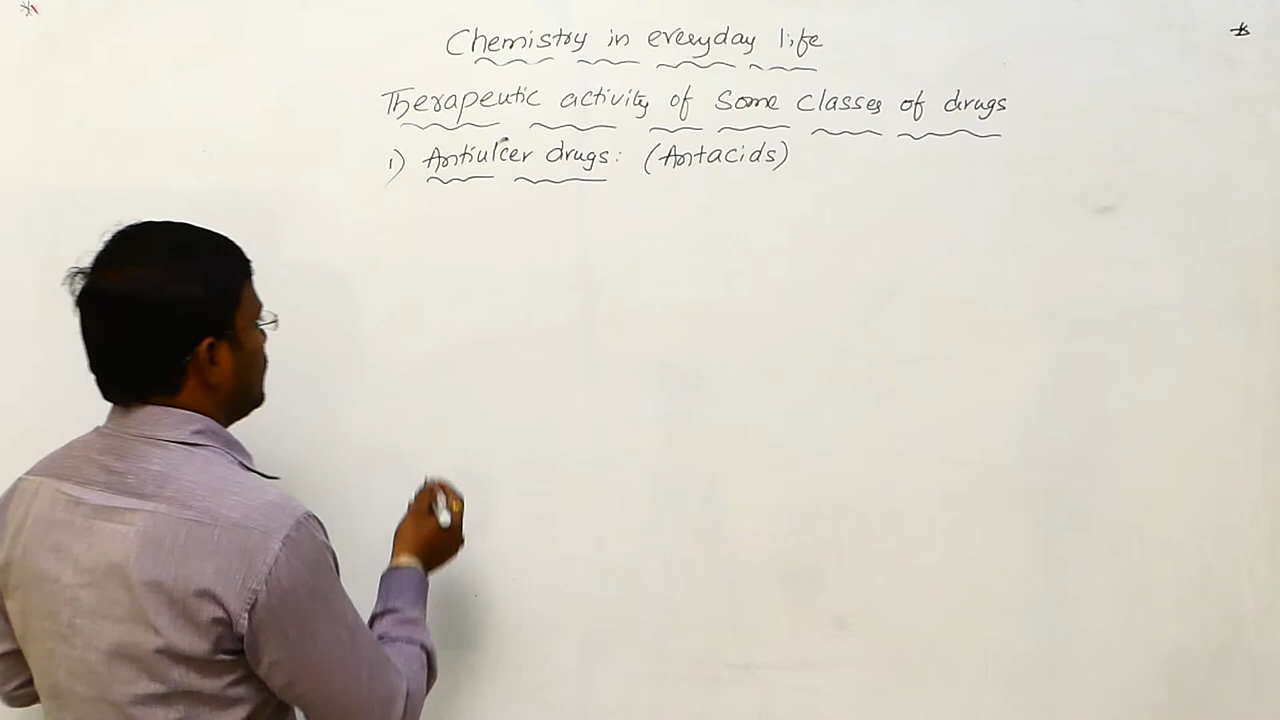 Chemistry in everyday life
Therapeutic activity of some classes of drugs
1) Antiulcer drugs: (Antacids)